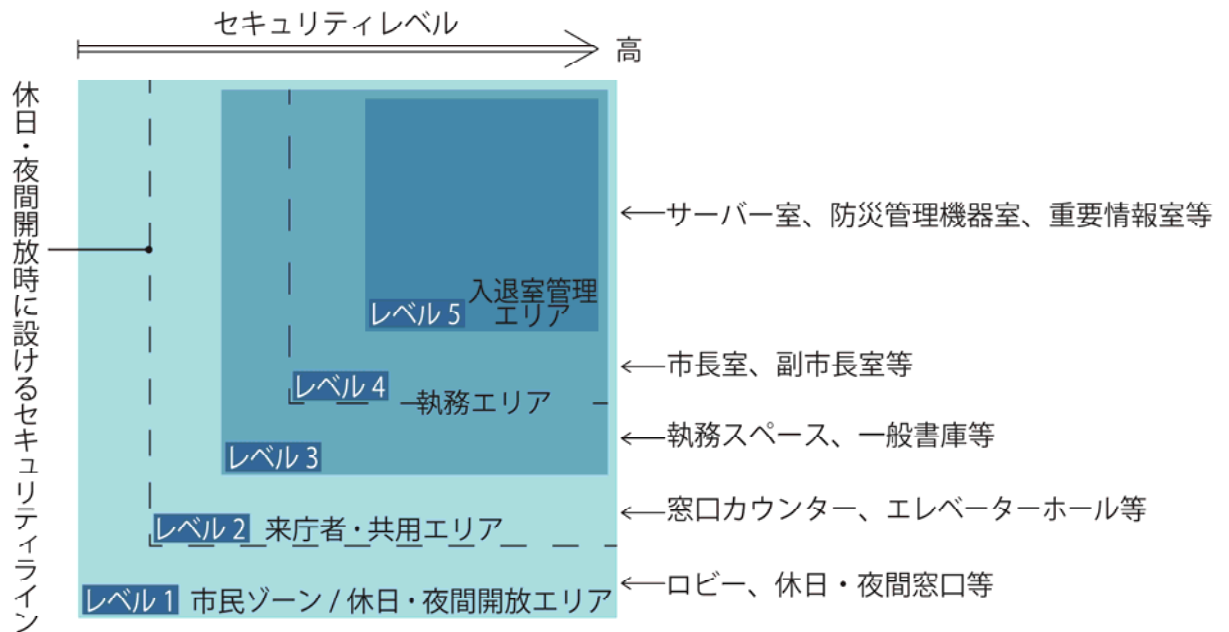 セキュリティレベル
高
休日・夜間開放時に設けるセキュリティライン
サーバー室、防災管理機器室、重要情報室等
入退室管理
エリア
レベル 5
市長室、副市長室等
レベル 4
執務エリア
執務スペース、一般書庫等
レベル 3
窓口カウンター、エレベーターホール等
レベル 2 来庁者・共用エリア
ロビー、休日・夜間窓口等
レベル 1 市民ゾーン / 休日・夜間開放エリア